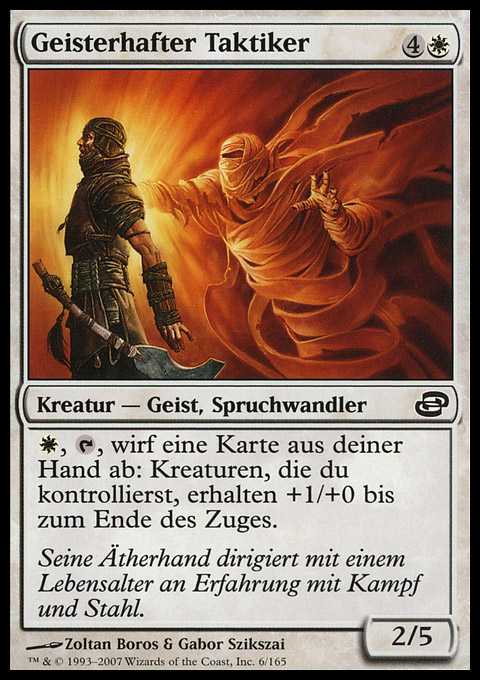 Geisterhafter Taktiker 4
Kreatur — Geist, Spruchwandler
, , wirf eine Karte aus deiner
Hand ab: Kreaturen, die du
kontrollierst, erhalten +1/+0 bis
zum Ende des Zuges.
Seine Ätherhand dirigiert mit einem
Lebensalter an Erfahrung mit Kampf
und Stahl.
Zoltan Boros & Gabor Szikszai
2/5
™ & © 1993–2007 Wizards of the Coast, Inc. 6/165